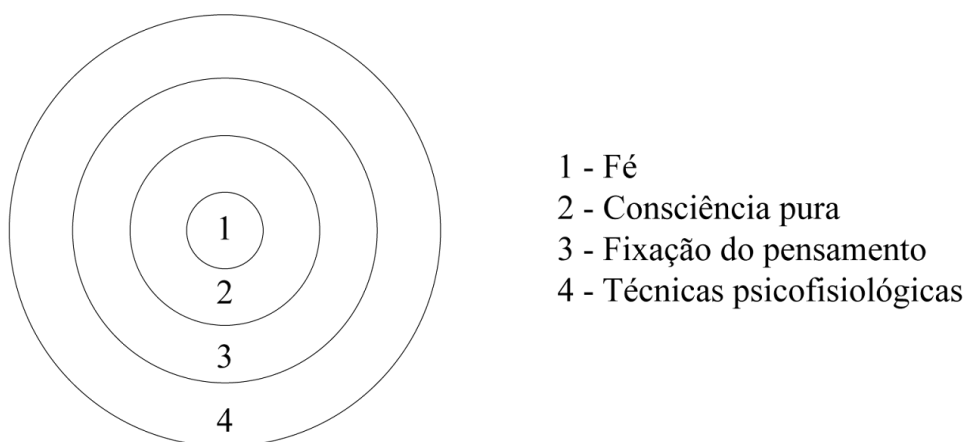 1
2
3
4
1 - Fé
2 - Consciência pura
3 - Fixação do pensamento
4 - Técnicas psicofisiológicas